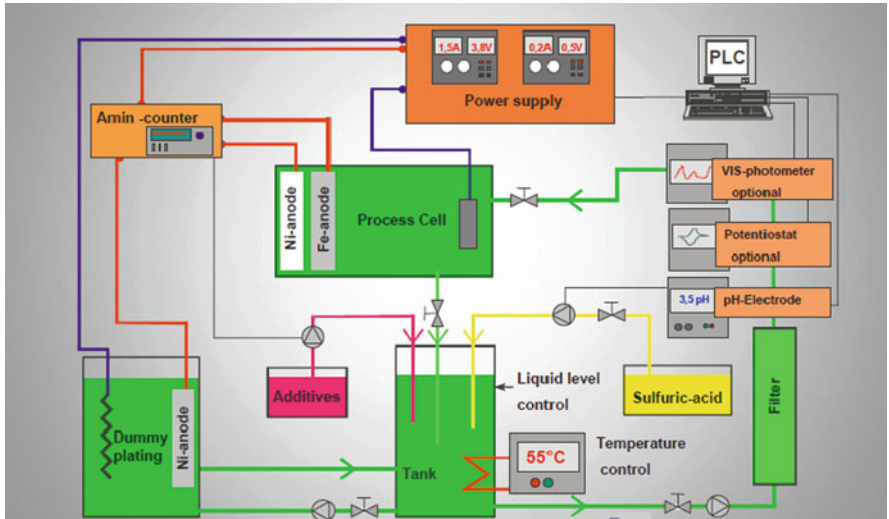 1,5A 3,8V 0,2A 0,5V
Power supply
PLC
Amin -counter
Ni-anode
Fe-anode
Process Cell
VIS-photometer
optional
Potentiostat
optional
3,5 pH
pH-Electrode
Additives
Liquid level
control
Sulfuric-acid
Filter
Dummy
plating
Ni-anode
Tank
55°C
Temperature
control